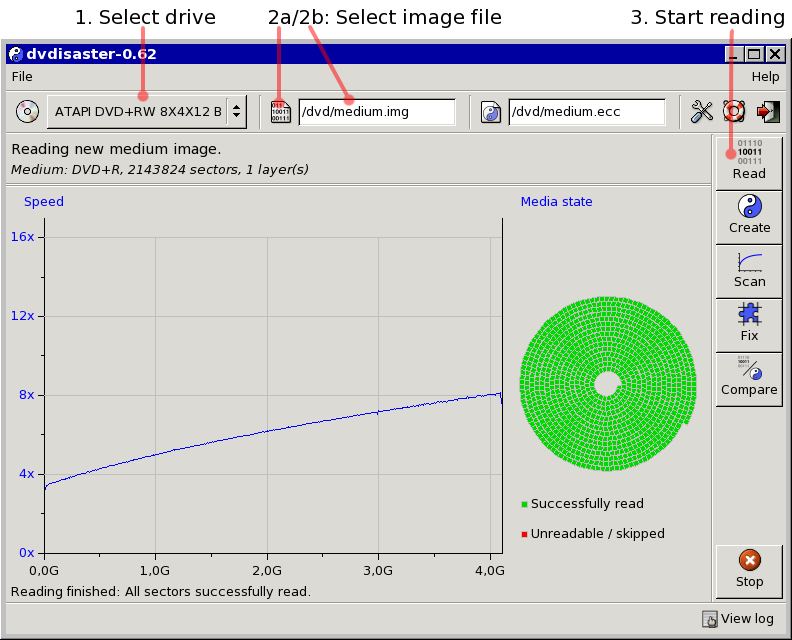 1. Select drive
2a/2b: Select image file
3. Start reading
dvdisaster-0.62
File
Help
ATAPI DVD+RW 8X4X12 B
/dvd/medium.img
/dvd/medium.ecc
Reading new medium image.
Medium: DVD+R, 2143824 sectors, 1 layer(s)
Speed
Media state
16x
12x
8x
4x
0x
0,0G
1,0G
2,0G
3,0G
4,0G
Successfully read
Unreadable / skipped
Reading finished: All sectors successfully read.
01110
10011
00111
Read
Create
Scan
Fix
Compare
Stop
View log